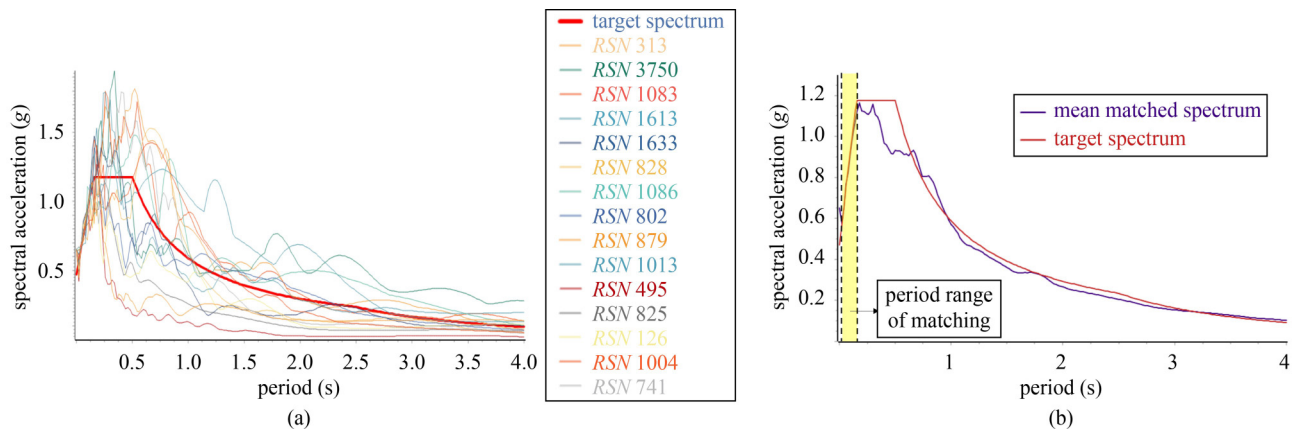 spectral acceleration (g)
1.5
1.0
0.5
0.5 1.0 1.5 2.0 2.5 3.0 3.5 4.0
period (s)
(a)
target spectrum
RSN 313
RSN 3750
RSN 1083
RSN 1613
RSN 1633
RSN 828
RSN 1086
RSN 802
RSN 879
RSN 1013
RSN 495
RSN 825
RSN 126
RSN 1004
RSN 741
spectral acceleration (g)
1.2
1.0
0.8
0.6
0.4
0.2
mean matched spectrum
target spectrum
period range
of matching
1 2 3 4
period (s)
(b)